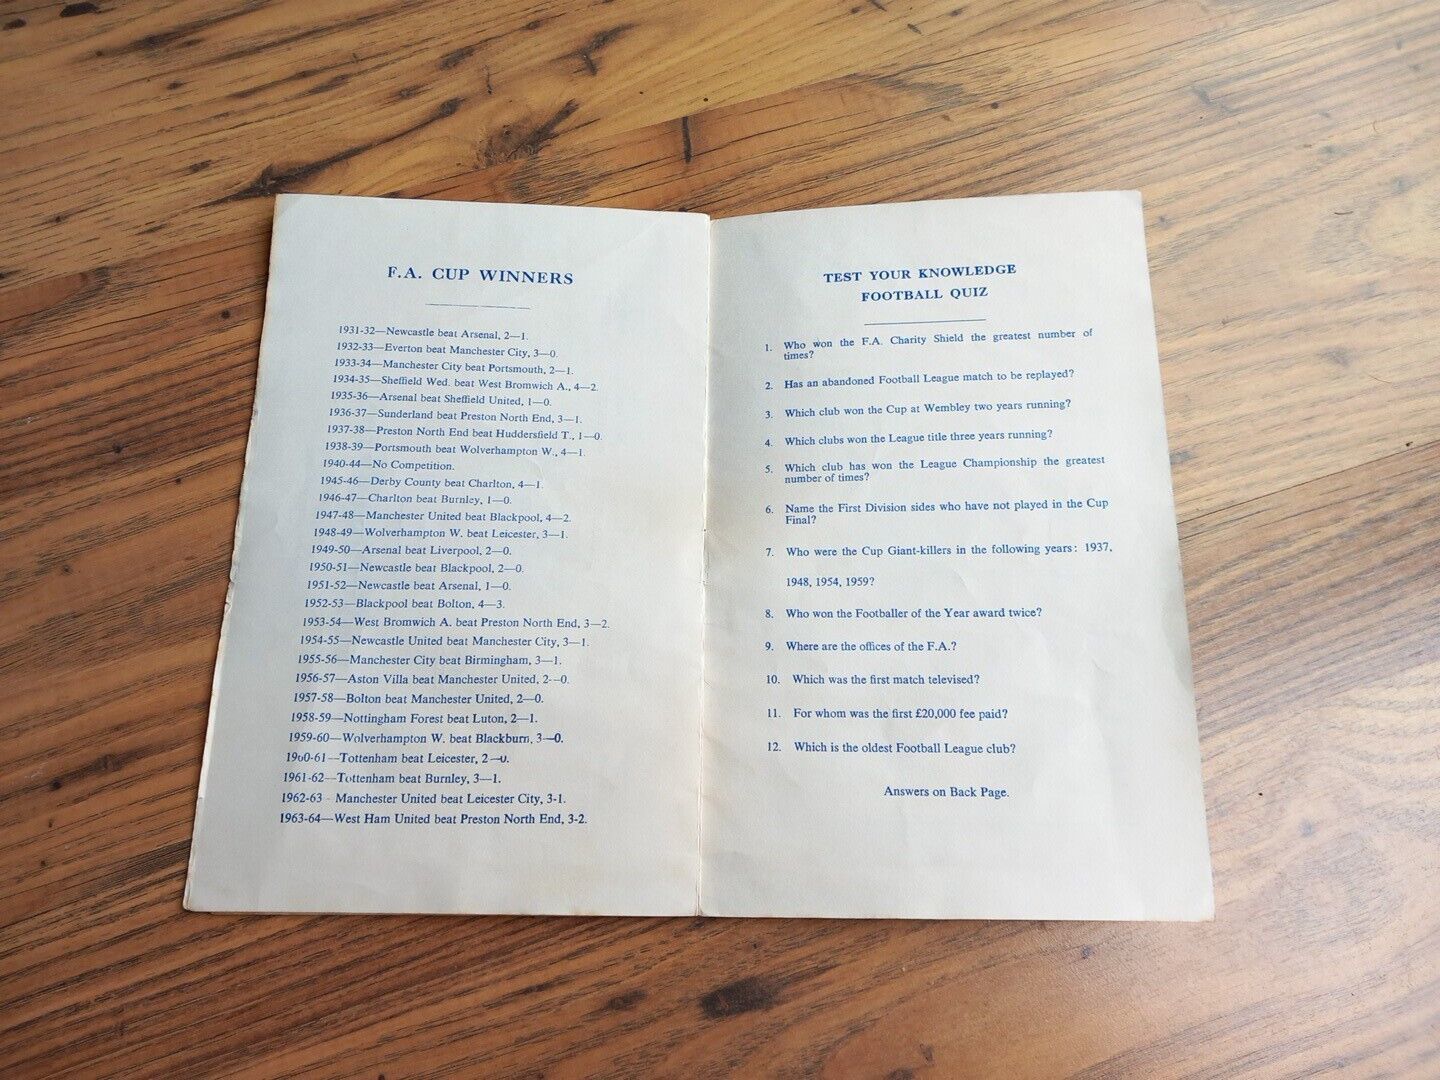 F.A. CUP WINNERS
1931-32—Newcastle beat Arsenal, 2—1.
1932-33—Everton beat Manchester City, 3—0.
1933-34—Manchester City beat Portsmouth, 2—1.
1934-35—Sheffield Wed. beat West Bromwich A., 4—2.
1935-36—Arsenal beat Sheffield United, 1—0.
1936-37—Sunderland beat Preston North End, 3—1.
1937-38—Preston North End beat Huddersfield T., 1—0.
1938-39—Portsmouth beat Wolverhampton W., 4—1.
1940-44—No Competition.
1945-46—Derby County beat Charlton, 4—1.
1946-47—Charlton beat Burnley, 1—0.
1947-48—Manchester United beat Blackpool, 4—2.
1948-49—Wolverhampton W. beat Leicester, 3—1.
1949-50—Arsenal beat Liverpool, 2—0.
1950-51—Newcastle beat Blackpool, 2—0.
1951-52—Newcastle beat Arsenal, 1—0.
1952-53—Blackpool beat Bolton, 4—3.
1953-54—West Bromwich A. beat Preston North End, 3—2.
1954-55—Newcastle United beat Manchester City, 3—1.
1955-56—Manchester City beat Birmingham, 3—1.
1956-57—Aston Villa beat Manchester United, 2—0.
1957-58—Bolton beat Manchester United, 2—0.
1958-59—Nottingham Forest beat Luton, 2—1.
1959-60—Wolverhampton W. beat Blackburn, 3—0.
1960-61—Tottenham beat Leicester, 2—0.
1961-62—Tottenham beat Burnley, 3—1.
1962-63 - Manchester United beat Leicester City, 3-1.
1963-64—West Ham United beat Preston North End, 3-2.
TEST YOUR KNOWLEDGE
FOOTBALL QUIZ
1. Who won the F.A. Charity Shield the greatest number of
times?
2. Has an abandoned Football League match to be replayed?
3. Which club won the Cup at Wembley two years running?
4. Which clubs won the League title three years running?
5. Which club has won the League Championship the greatest
number of times?
6. Name the First Division sides who have not played in the Cup
Final?
7. Who were the Cup Giant-killers in the following years: 1937,
1948, 1954, 1959?
8. Who won the Footballer of the Year award twice?
9. Where are the offices of the F.A.?
10. Which was the first match televised?
11. For whom was the first £20,000 fee paid?
12. Which is the oldest Football League club?
Answers on Back Page.